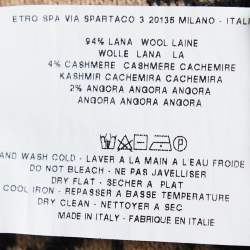 ETRO SPA VIA SPARTACO 3 20135 MILANO - ITAL
94% LANA WOOL LAINE
WOLLE LANA LA
4% CASHMERE CASHMERE CACHEMIRE
KASHMIR CACHEMIRA CACHEMIRA
2% ANGORA ANGORA ANGORA
ANGORA ANGORA ANGORA
AND WASH COLD - LAVER A LA MAIN A L'EAU FROIDE
DO NOT BLEACH - NE PAS JAVELLISER
DRY FLAT - SECHER A PLAT
COOL IRON - REPASSER A BASSE TEMPERATURE
DRY CLEAN - NETTOYER A SEC
MADE IN ITALY - FABRIQUE EN ITALIE